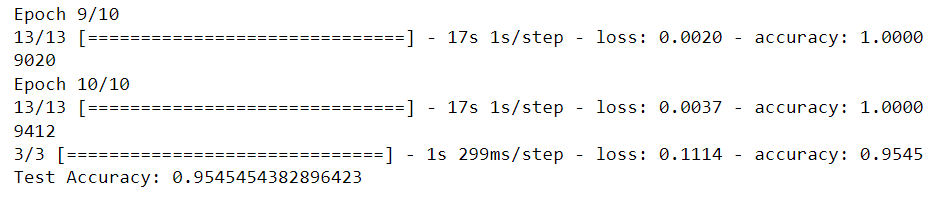 Epoch 9/10
13/13 [==============================] - 17s 1s/step - loss: 0.0020 - accuracy: 1.0000
9020
Epoch 10/10
13/13 [==============================] - 17s 1s/step - loss: 0.0037 - accuracy: 1.0000
9412
3/3 [==============================] - 1s 299ms/step - loss: 0.1114 - accuracy: 0.9545
Test Accuracy: 0.9545454382896423